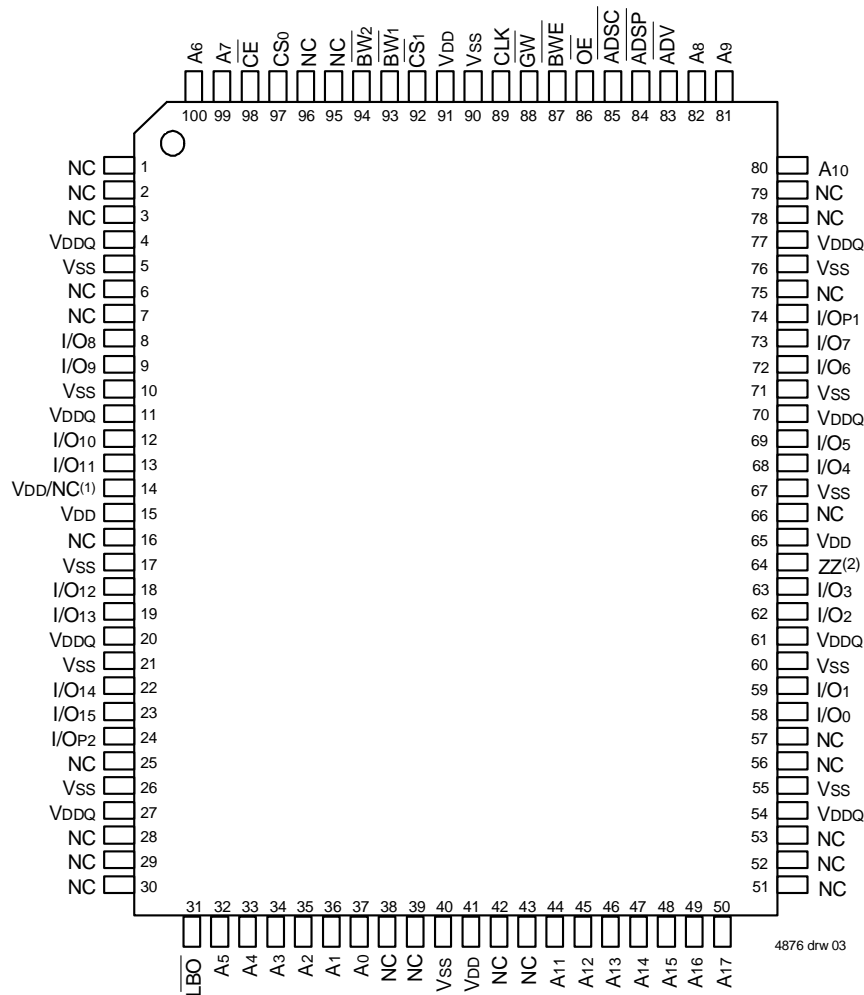 A6 A7 CE CS0 NC NC BW2 BW1 CS1 VDD VSS CLK GW BWE OE ADSC ADSP ADV A8 A9
100 99 98 97 96 95 94 93 92 91 90 89 88 87 86 85 84 83 82 81
NC 1
NC 2
NC 3
VDDQ 4
VSS 5
NC 6
NC 7
I/O8 8
I/O9 9
VSS 10
VDDQ 11
I/O10 12
I/O11 13
VDD/NC(1) 14
VDD 15
NC 16
VSS 17
I/O12 18
I/O13 19
VDDQ 20
VSS 21
I/O14 22
I/O15 23
I/OP2 24
NC 25
VSS 26
VDDQ 27
NC 28
NC 29
NC 30
80 A10
79 NC
78 NC
77 VDDQ
76 VSS
75 NC
74 I/OP1
73 I/O7
72 I/O6
71 VSS
70 VDDQ
69 I/O5
68 I/O4
67 VSS
66 NC
65 VDD
64 ZZ(2)
63 I/O3
62 I/O2
61 VDDQ
60 VSS
59 I/O1
58 I/O0
57 NC
56 NC
55 VSS
54 VDDQ
53 NC
52 NC
51 NC
31 32 33 34 35 36 37 38 39 40 41 42 43 44 45 46 47 48 49 50
LBO A5 A4 A3 A2 A1 A0 NC NC VSS VDD NC NC A11 A12 A13 A14 A15 A16 A17
4876 drw 03